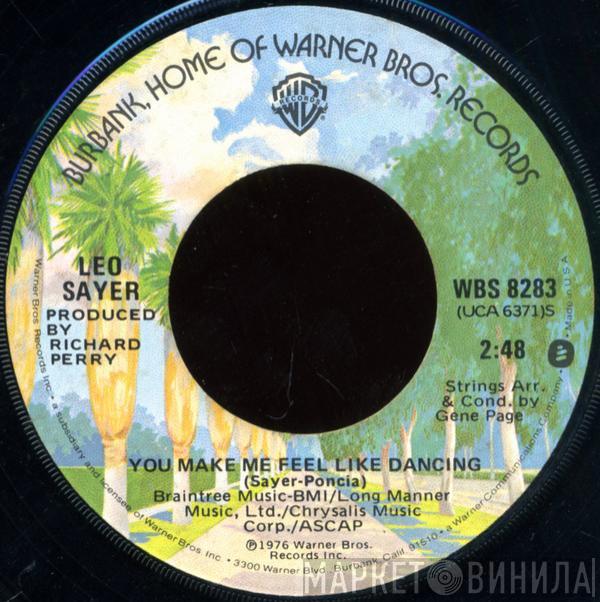 BURBANK, HOME OF WARNER BROS. RECORDS
WB
RECORDS
LEO
SAYER
PRODUCED
BY
RICHARD
PERRY
WBS 8283
(UCA 6371)S
2:48
Strings Arr.
& Cond. by
Gene Page
YOU MAKE ME FEEL LIKE DANCING
(Sayer-Poncia)
Braintree Music-BMI/Long Manner
Music, Ltd./Chrysalis Music
Corp./ASCAP
℗1976 Warner Bros.
Records Inc.
Warner Bros. Records Inc. • a subsidiary and licensee of Warner Bros. Inc. • 3300 Warner Blvd., Burbank, Calif. 91510 • a Warner Communications Company • Made in U.S.A.
МАРКЕТ ВИНИЛА